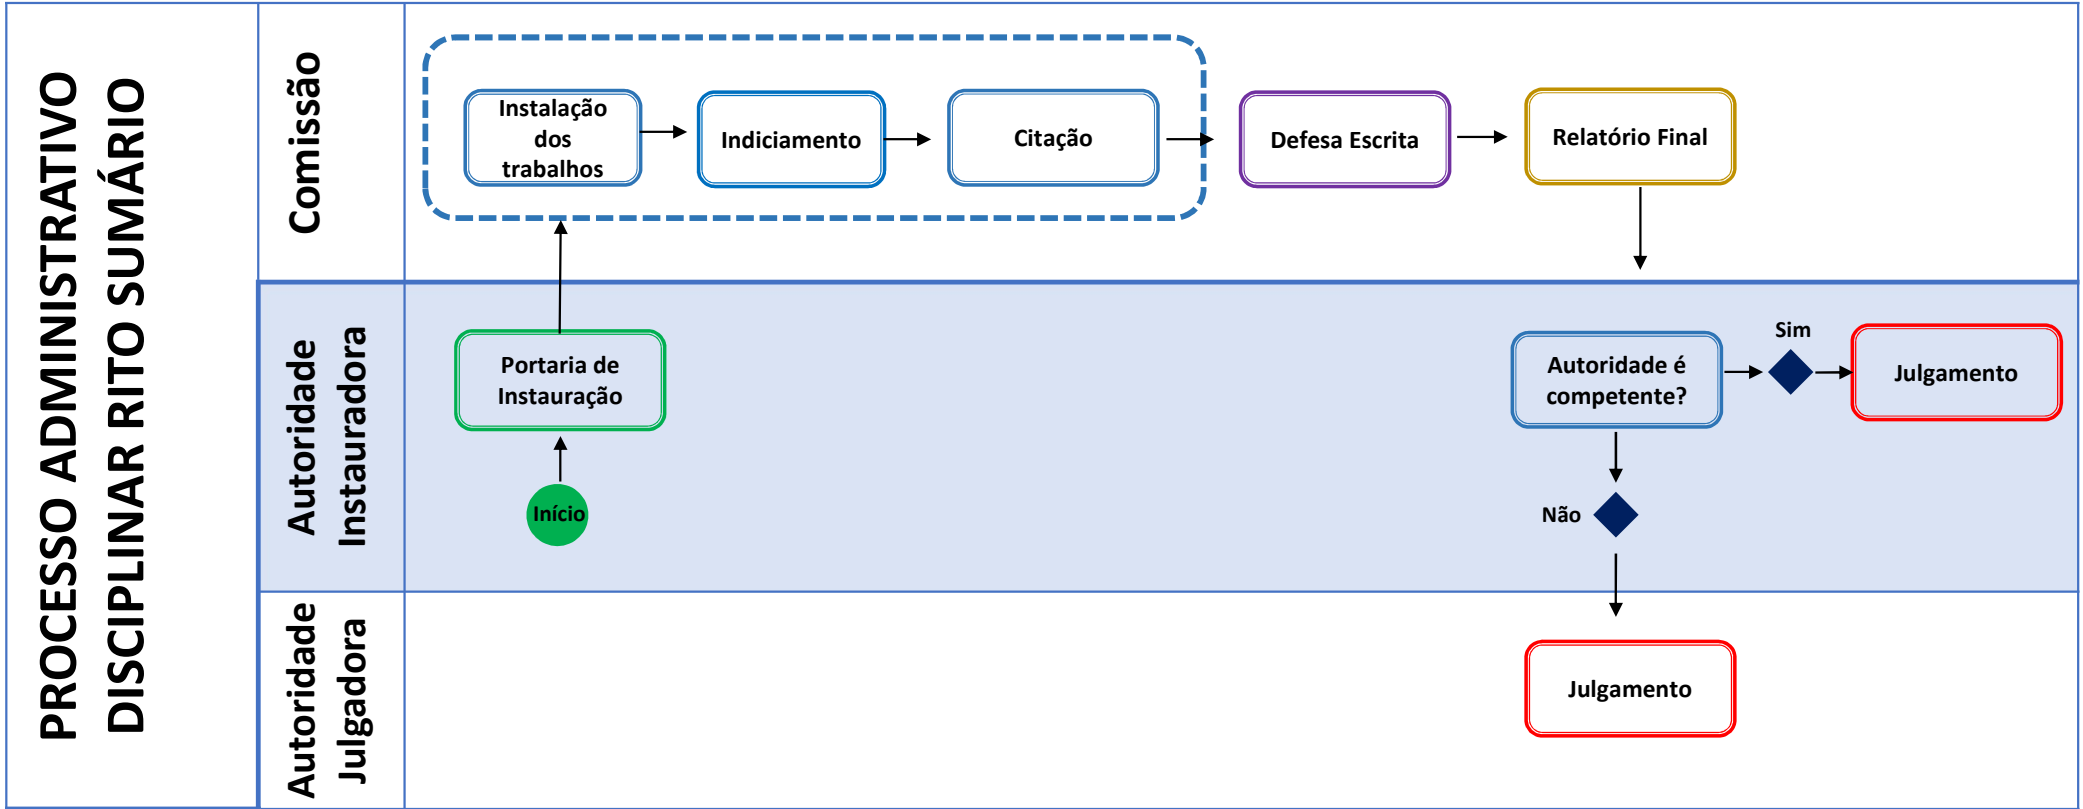 PROCESSO ADMINISTRATIVO
DISCIPLINAR RITO SUMÁRIO
Comissão
Instalação
dos
trabalhos
Indiciamento
Citação
Defesa Escrita
Relatório Final
Autoridade
Instauradora
Portaria de
Instauração
Início
Autoridade é
competente?
Sim
Julgamento
Não
Autoridade
Julgadora
Julgamento